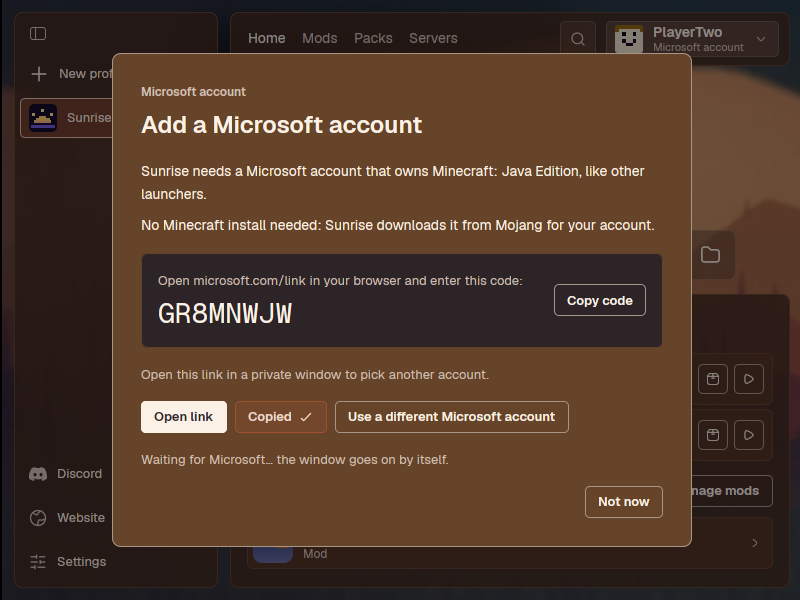 Home Mods Packs Servers
PlayerTwo
Microsoft account
New prof
Sunrise
Microsoft account
Add a Microsoft account
Sunrise needs a Microsoft account that owns Minecraft: Java Edition, like other
launchers.
No Minecraft install needed: Sunrise downloads it from Mojang for your account.
Open microsoft.com/link in your browser and enter this code:
GR8MNWJW
Copy code
Open this link in a private window to pick another account.
Open link Copied Use a different Microsoft account
Waiting for Microsoft... the window goes on by itself.
Not now
nage mods
Mod
Discord
Website
Settings